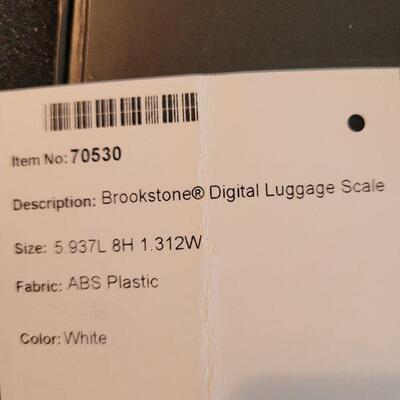 Item No: 70530
Description: Brookstone® Digital Luggage Scale
Size: 5.937L 8H 1.312W
Fabric: ABS Plastic
Color: White